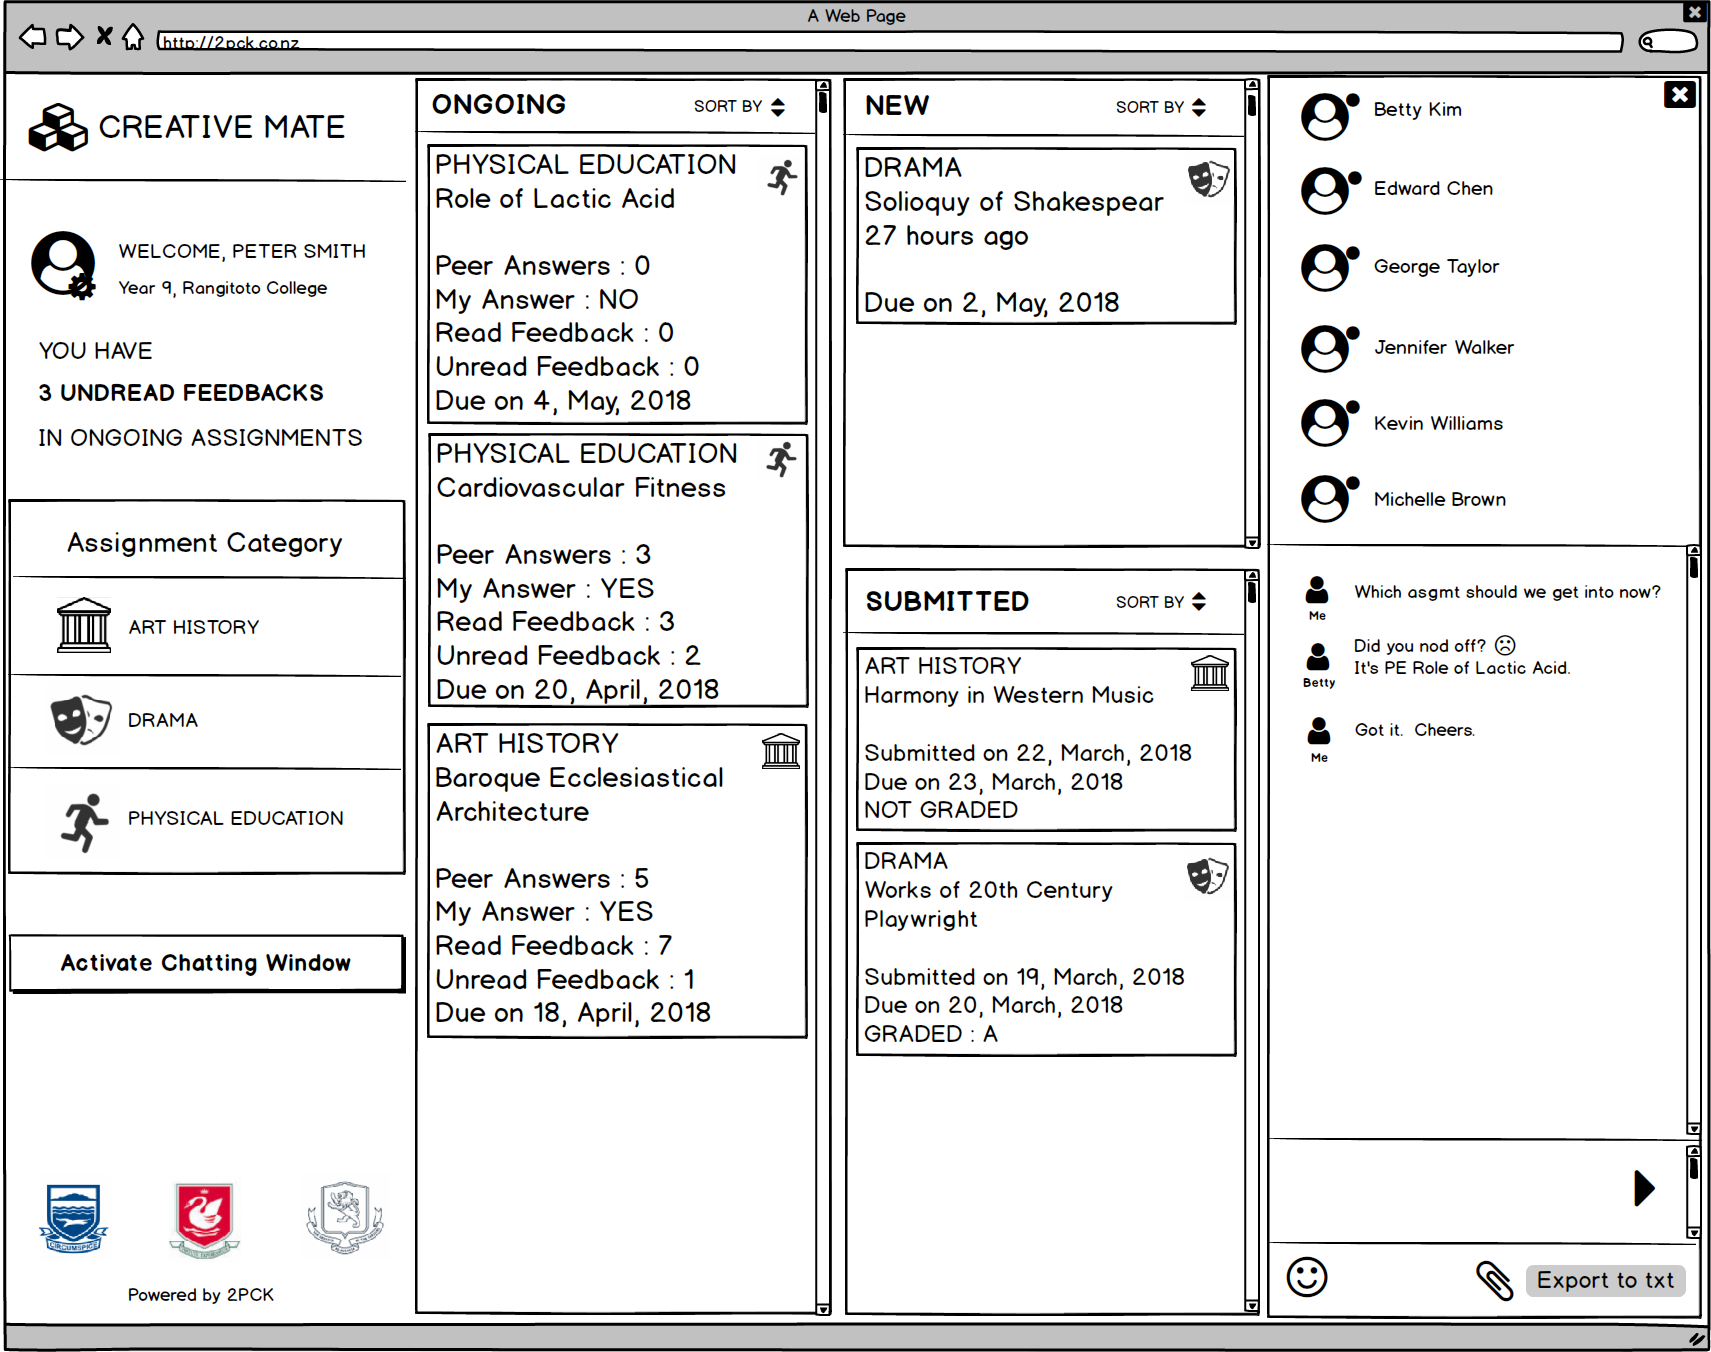 A Web Page
http://2pck.co.nz
CREATIVE MATE
WELCOME, PETER SMITH
Year 9, Rangitoto College
YOU HAVE
3 UNDREAD FEEDBACKS
IN ONGOING ASSIGNMENTS
Assignment Category
ART HISTORY
DRAMA
PHYSICAL EDUCATION
Activate Chatting Window
CIRCUMSPICE
Powered by 2PCK
ONGOING
SORT BY
PHYSICAL EDUCATION
Role of Lactic Acid
Peer Answers : 0
My Answer : NO
Read Feedback : 0
Unread Feedback : 0
Due on 4, May, 2018
PHYSICAL EDUCATION
Cardiovascular Fitness
Peer Answers : 3
My Answer : YES
Read Feedback : 3
Unread Feedback : 2
Due on 20, April, 2018
ART HISTORY
Baroque Ecclesiastical
Architecture
Peer Answers : 5
My Answer : YES
Read Feedback : 7
Unread Feedback : 1
Due on 18, April, 2018
NEW
SORT BY
DRAMA
Solioquy of Shakespear
27 hours ago
Due on 2, May, 2018
SUBMITTED
SORT BY
ART HISTORY
Harmony in Western Music
Submitted on 22, March, 2018
Due on 23, March, 2018
NOT GRADED
DRAMA
Works of 20th Century
Playwright
Submitted on 19, March, 2018
Due on 20, March, 2018
GRADED : A
Betty Kim
Edward Chen
George Taylor
Jennifer Walker
Kevin Williams
Michelle Brown
Which asgmt should we get into now?
Me
Did you nod off? ☹
It's PE Role of Lactic Acid.
Betty
Got it. Cheers.
Me
Export to txt